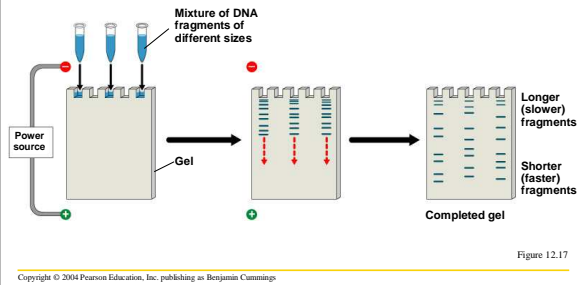 Mixture of DNA
fragments of
different sizes
−
−
Power
source
Gel
Longer
(slower)
fragments
Shorter
(faster)
fragments
+
+
Completed gel
Figure 12.17
Copyright © 2004 Pearson Education, Inc. publishing as Benjamin Cummings